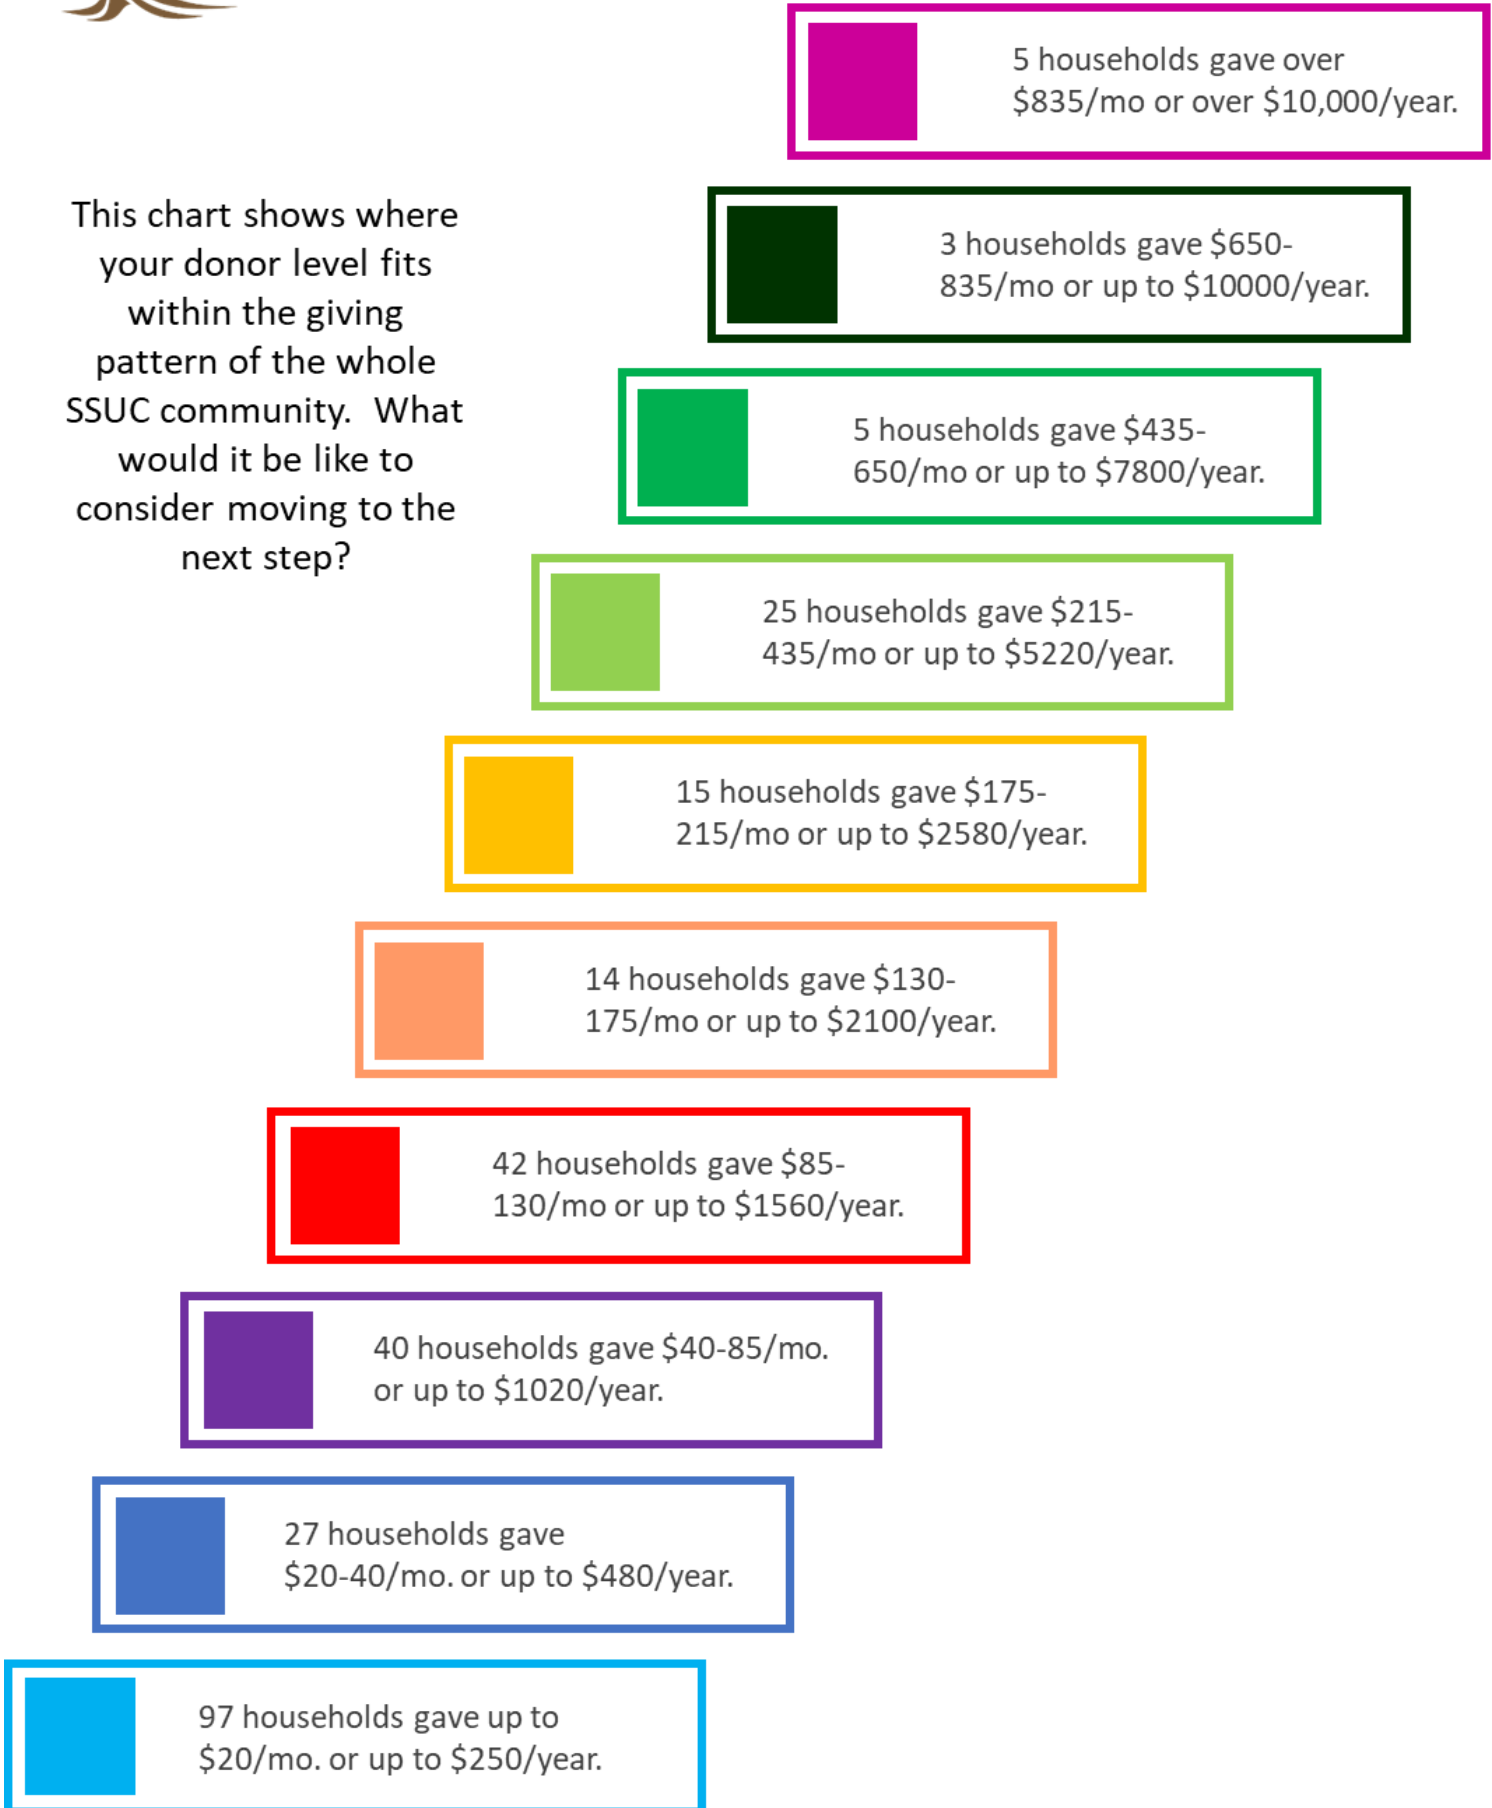 5 households gave over
$835/mo or over $10,000/year.
This chart shows where
your donor level fits
within the giving
pattern of the whole
SSUC community.  What
would it be like to
consider moving to the
next step?
3 households gave $650-
835/mo or up to $10000/year.
5 households gave $435-
650/mo or up to $7800/year.
25 households gave $215-
435/mo or up to $5220/year.
15 households gave $175-
215/mo or up to $2580/year.
14 households gave $130-
175/mo or up to $2100/year.
42 households gave $85-
130/mo or up to $1560/year.
40 households gave $40-85/mo.
or up to $1020/year.
27 households gave
$20-40/mo. or up to $480/year.
97 households gave up to
$20/mo. or up to $250/year.